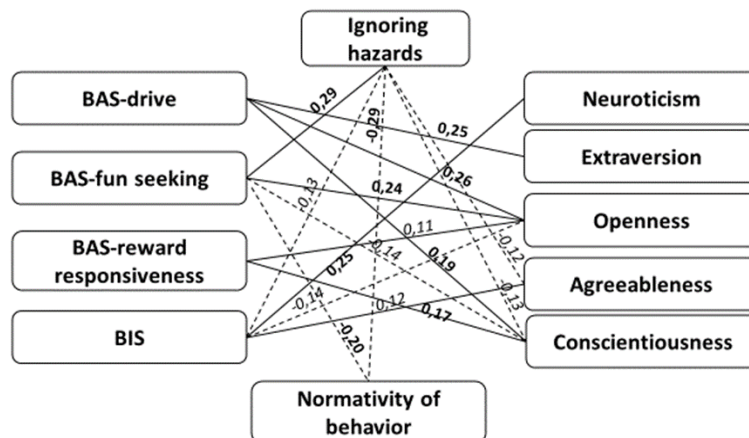 Ignoring
hazards
BAS-drive
Neuroticism
0,29
-0,29
0,25
Extraversion
BAS-fun seeking
0,26
-0,13
0,24
Openness
BAS-reward
responsiveness
0,11
-0,12
0,25
-0,14
0,19
Agreeableness
-0,14
0,12
-0,13
0,17
BIS
Conscientiousness
-0,20
Normativity of
behavior